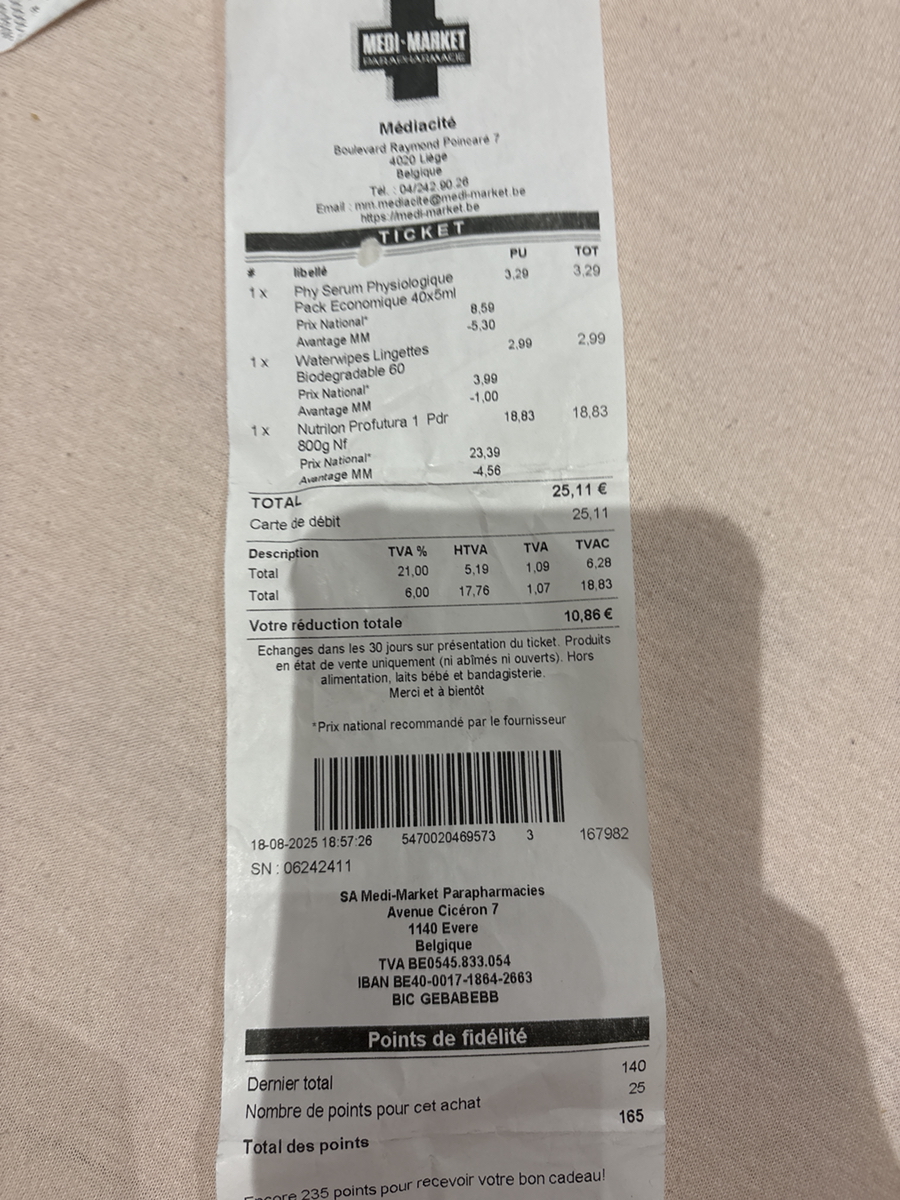 MEDI-MARKET
PARAPHARMACIE
Médiacité
Boulevard Raymond Poincaré 7
4020 Liège
Belgique
Tél. : 04/242 90 26
Email : mm.mediacite@medi-market.be
https://medi-market.be
TICKET
# libellé PU TOT
1 x Phy Serum Physiologique 3,29 3,29
Pack Economique 40x5ml
Prix National* 8,59
Avantage MM -5,30
1 x Waterwipes Lingettes 2,99 2,99
Biodegradable 60
Prix National* 3,99
Avantage MM -1,00
1 x Nutrilon Profutura 1 Pdr 18,83 18,83
800g Nf
Prix National* 23,39
Avantage MM -4,56
TOTAL 25,11 €
Carte de débit 25,11
Description TVA % HTVA TVA TVAC
Total 21,00 5,19 1,09 6,28
Total 6,00 17,76 1,07 18,83
Votre réduction totale 10,86 €
Echanges dans les 30 jours sur présentation du ticket. Produits
en état de vente uniquement (ni abîmés ni ouverts). Hors
alimentation, laits bébé et bandagisterie.
Merci et à bientôt
*Prix national recommandé par le fournisseur
18-08-2025 18:57:26 5470020469573 3 167982
SN : 06242411
SA Medi-Market Parapharmacies
Avenue Cicéron 7
1140 Evere
Belgique
TVA BE0545.833.054
IBAN BE40-0017-1864-2663
BIC GEBABEBB
Points de fidélité
Dernier total 140
Nombre de points pour cet achat 25
Total des points 165
Encore 235 points pour recevoir votre bon cadeau!